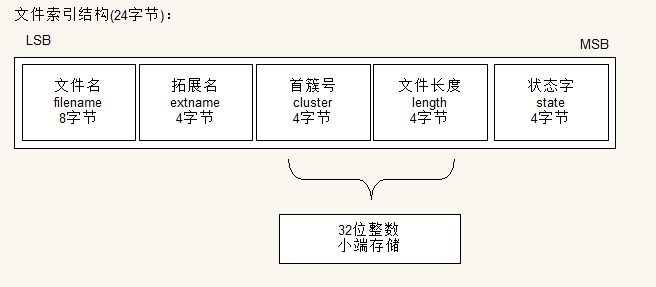 文件索引结构(24字节)：
LSB
MSB
文件名
filename
8字节
拓展名
extname
4字节
首簇号
cluster
4字节
文件长度
length
4字节
状态字
state
4字节
32位整数
小端存储